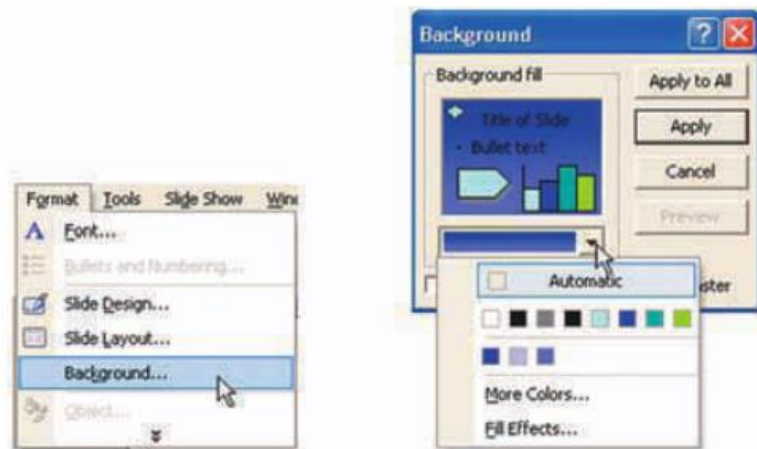 Format Tools Slide Show
Font...
Bullets and Numbering...
Slide Design...
Slide Layout...
Background...
Object...
Background
Background fill
Title of Slide
• Bullet text
Apply to All
Apply
Cancel
Preview
Automatic
More Colors...
Fill Effects...